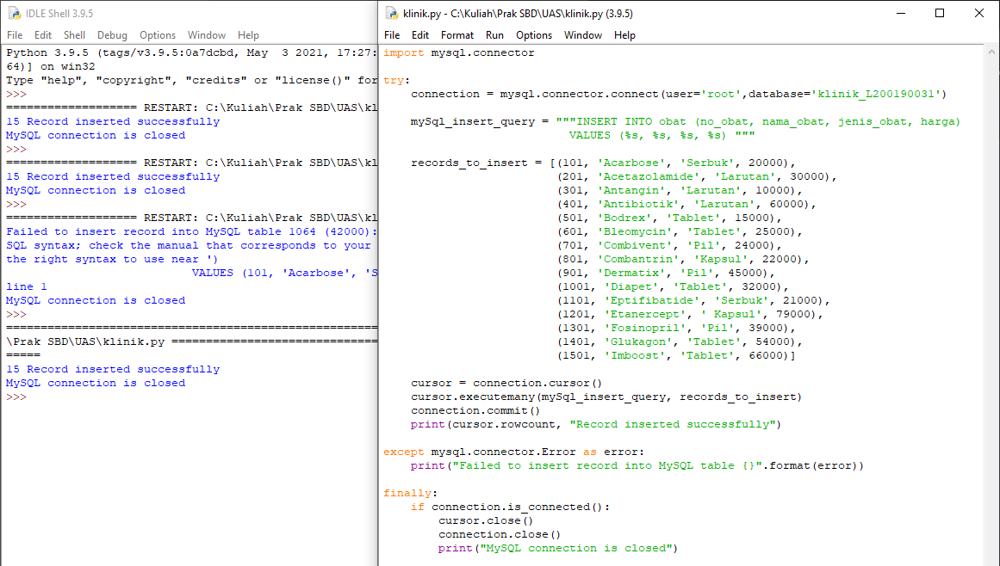 IDLE Shell 3.9.5
File Edit Shell Debug Options Window Help
Python 3.9.5 (tags/v3.9.5:0a7dcbd, May  3 2021, 17:27:
64)] on win32
Type "help", "copyright", "credits" or "license()" for
>>>
=================== RESTART: C:\Kuliah\Prak SBD\UAS\kl
15 Record inserted successfully
MySQL connection is closed
>>>
=================== RESTART: C:\Kuliah\Prak SBD\UAS\kl
15 Record inserted successfully
MySQL connection is closed
>>>
=================== RESTART: C:\Kuliah\Prak SBD\UAS\kl
Failed to insert record into MySQL table 1064 (42000):
SQL syntax; check the manual that corresponds to your
the right syntax to use near ')
VALUES (101, 'Acarbose', 'S
line 1
MySQL connection is closed
>>>
======================================================
\Prak SBD\UAS\klinik.py ==============================
=====
15 Record inserted successfully
MySQL connection is closed
>>>
klinik.py - C:\Kuliah\Prak SBD\UAS\klinik.py (3.9.5)
File Edit Format Run Options Window Help
import mysql.connector
try:
    connection = mysql.connector.connect(user='root',database='klinik_L200190031')
    mySql_insert_query = """INSERT INTO obat (no_obat, nama_obat, jenis_obat, harga)
                           VALUES (%s, %s, %s, %s) """
    records_to_insert = [(101, 'Acarbose', 'Serbuk', 20000),
                         (201, 'Acetazolamide', 'Larutan', 30000),
                         (301, 'Antangin', 'Larutan', 10000),
                         (401, 'Antibiotik', 'Larutan', 60000),
                         (501, 'Bodrex', 'Tablet', 15000),
                         (601, 'Bleomycin', 'Tablet', 25000),
                         (701, 'Combivent', 'Pil', 24000),
                         (801, 'Combantrin', 'Kapsul', 22000),
                         (901, 'Dermatix', 'Pil', 45000),
                         (1001, 'Diapet', 'Tablet', 32000),
                         (1101, 'Eptifibatide', 'Serbuk', 21000),
                         (1201, 'Etanercept', ' Kapsul', 79000),
                         (1301, 'Fosinopril', 'Pil', 39000),
                         (1401, 'Glukagon', 'Tablet', 54000),
                         (1501, 'Imboost', 'Tablet', 66000)]
    cursor = connection.cursor()
    cursor.executemany(mySql_insert_query, records_to_insert)
    connection.commit()
    print(cursor.rowcount, "Record inserted successfully")
except mysql.connector.Error as error:
    print("Failed to insert record into MySQL table {}".format(error))
finally:
    if connection.is_connected():
        cursor.close()
        connection.close()
        print("MySQL connection is closed")